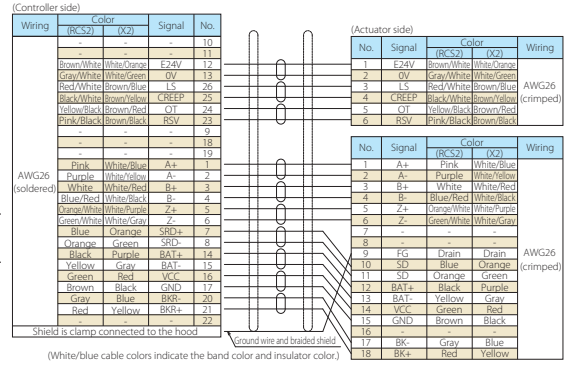 (Controller side)
Wiring Color Signal No.
(RCS2) (X2)
- - - 10
- - - 11
Brown/White White/Orange E24V 12
Gray/White White/Green 0V 13
Red/White Brown/Blue LS 26
Black/White Brown/Yellow CREEP 25
Yellow/Black Brown/Red OT 24
Pink/Black Brown/Black RSV 23
- - - 9
- - - 18
- - - 19
Pink White/Blue A+ 1
AWG26 Purple White/Yellow A- 2
(soldered) White White/Red B+ 3
Blue/Red White/Black B- 4
Orange/White White/Purple Z+ 5
Green/White White/Gray Z- 6
Blue Orange SRD+ 7
Orange Green SRD- 8
Black Purple BAT+ 14
Yellow Gray BAT- 15
Green Red VCC 16
Brown Black GND 17
Gray Blue BKR- 20
Red Yellow BKR+ 21
- - - 22
Shield is clamp connected to the hood
(Actuator side)
No. Signal Color Wiring
(RCS2) (X2)
1 E24V Brown/White White/Orange
2 0V Gray/White White/Green
3 LS Red/White Brown/Blue AWG26
4 CREEP Black/White Brown/Yellow (crimped)
5 OT Yellow/Black Brown/Red
6 RSV Pink/Black Brown/Black
No. Signal Color Wiring
(RCS2) (X2)
1 A+ Pink White/Blue
2 A- Purple White/Yellow
3 B+ White White/Red
4 B- Blue/Red White/Black
5 Z+ Orange/White White/Purple
6 Z- Green/White White/Gray
7 - - -
8 - - -
9 FG Drain Drain AWG26
10 SD Blue Orange (crimped)
11 SD Orange Green
12 BAT+ Black Purple
13 BAT- Yellow Gray
14 VCC Green Red
15 GND Brown Black
16 - - -
17 BK- Gray Blue
18 BK+ Red Yellow
Ground wire and braided shield
(White/blue cable colors indicate the band color and insulator color.)